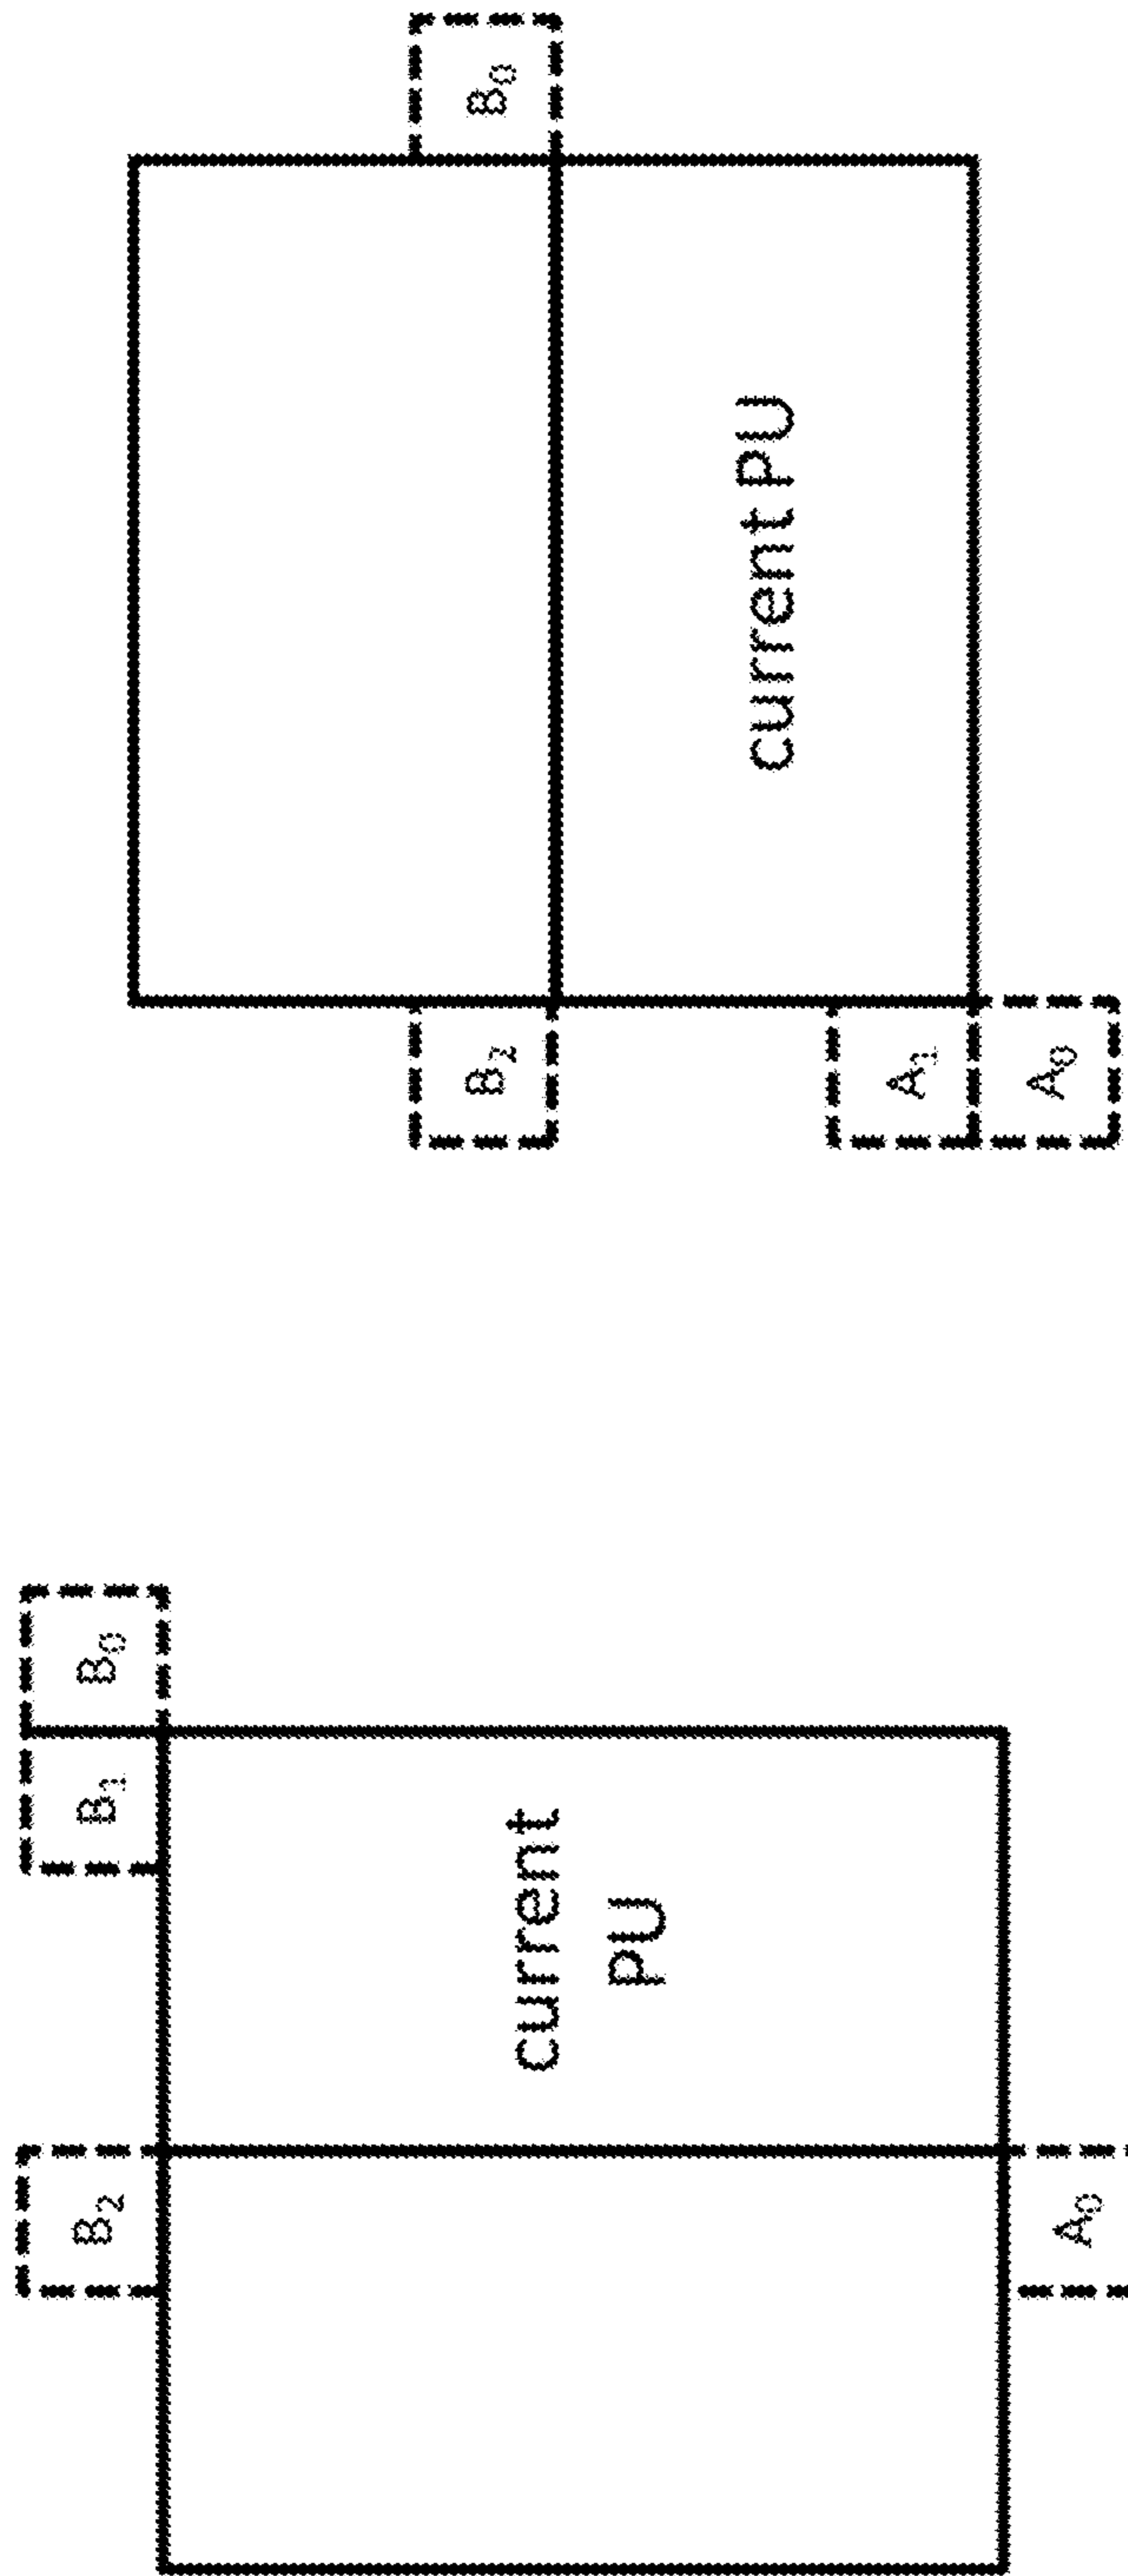 B₂ B₁ B₀
current
PU
A₀
B₂ B₀
current PU
A₁
A₀